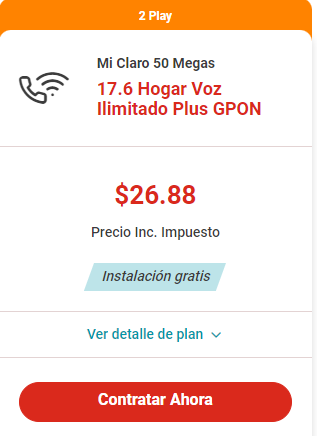 2 Play
Mi Claro 50 Megas
17.6 Hogar Voz
Ilimitado Plus GPON
$26.88
Precio Inc. Impuesto
Instalación gratis
Ver detalle de plan
Contratar Ahora